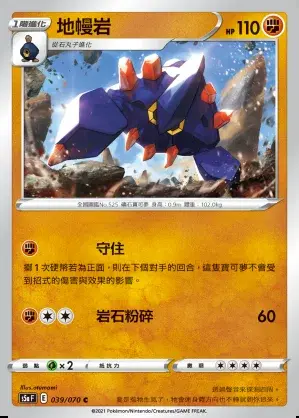 1階進化
地幔岩
HP 110
從石丸子進化
全國圖鑑No.525 礦石寶可夢 身高：0.9m 體重：102.0kg
守住
擲1次硬幣若為正面，則在下個對手的回合，這隻寶可夢不會受
到招式的傷害與效果的影響。
岩石粉碎 60
弱點 ×2 抵抗力 撤退
Illus.
s5a F E 039/070 C
©2021 Pokémon/Nintendo/Creatures/GAME FREAK.